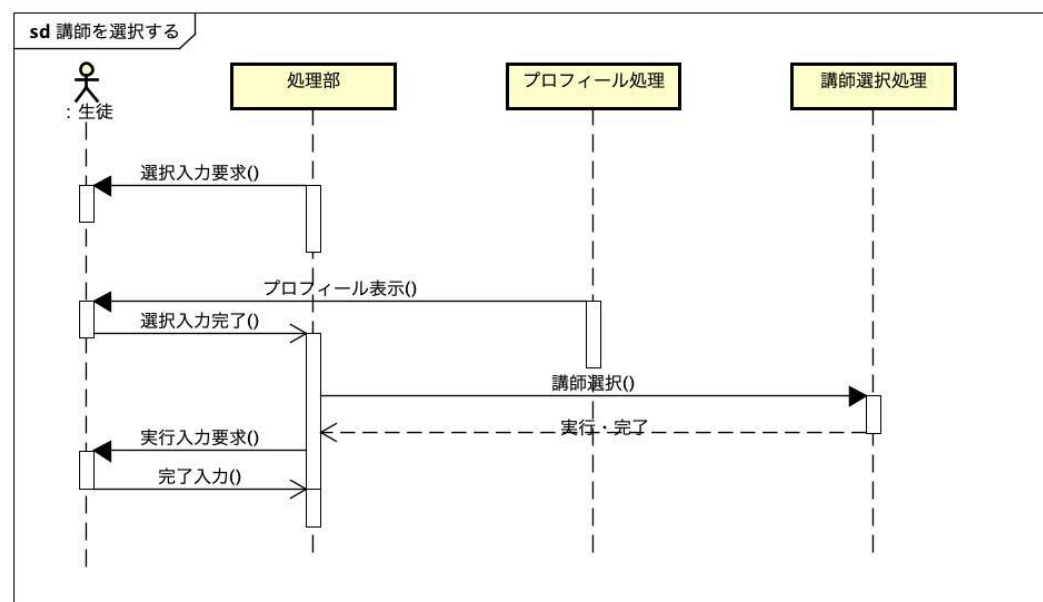 sd 講師を選択する
：生徒
処理部
プロフィール処理
講師選択処理
選択入力要求()
プロフィール表示()
選択入力完了()
講師選択()
実行・完了
実行入力要求()
完了入力()